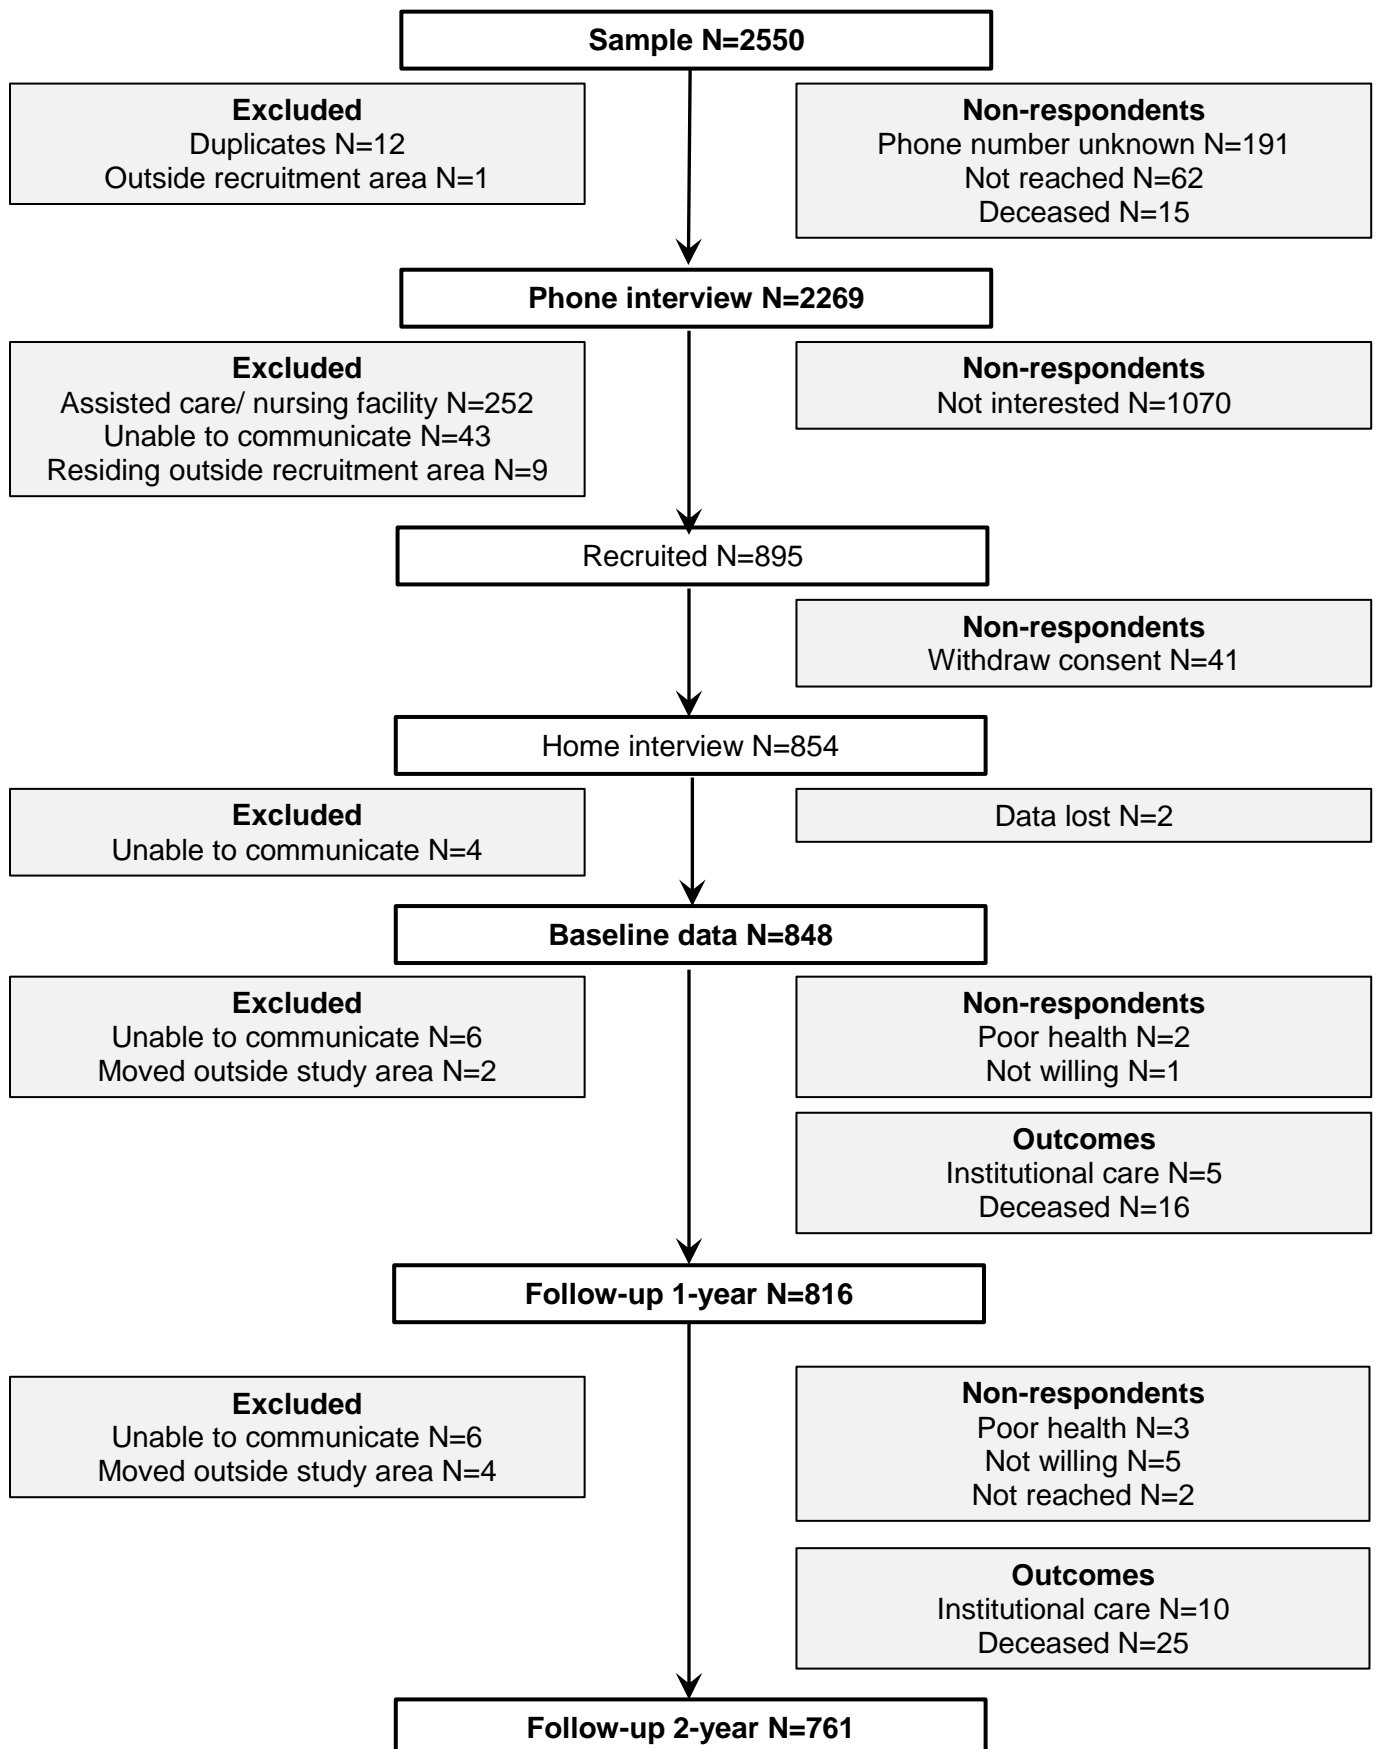 Sample N=2550
Excluded
Duplicates N=12
Outside recruitment area N=1
Non-respondents
Phone number unknown N=191
Not reached N=62
Deceased N=15
Phone interview N=2269
Excluded
Assisted care/ nursing facility N=252
Unable to communicate N=43
Residing outside recruitment area N=9
Non-respondents
Not interested N=1070
Recruited N=895
Non-respondents
Withdraw consent N=41
Home interview N=854
Excluded
Unable to communicate N=4
Data lost N=2
Baseline data N=848
Excluded
Unable to communicate N=6
Moved outside study area N=2
Non-respondents
Poor health N=2
Not willing N=1
Outcomes
Institutional care N=5
Deceased N=16
Follow-up 1-year N=816
Excluded
Unable to communicate N=6
Moved outside study area N=4
Non-respondents
Poor health N=3
Not willing N=5
Not reached N=2
Outcomes
Institutional care N=10
Deceased N=25
Follow-up 2-year N=761